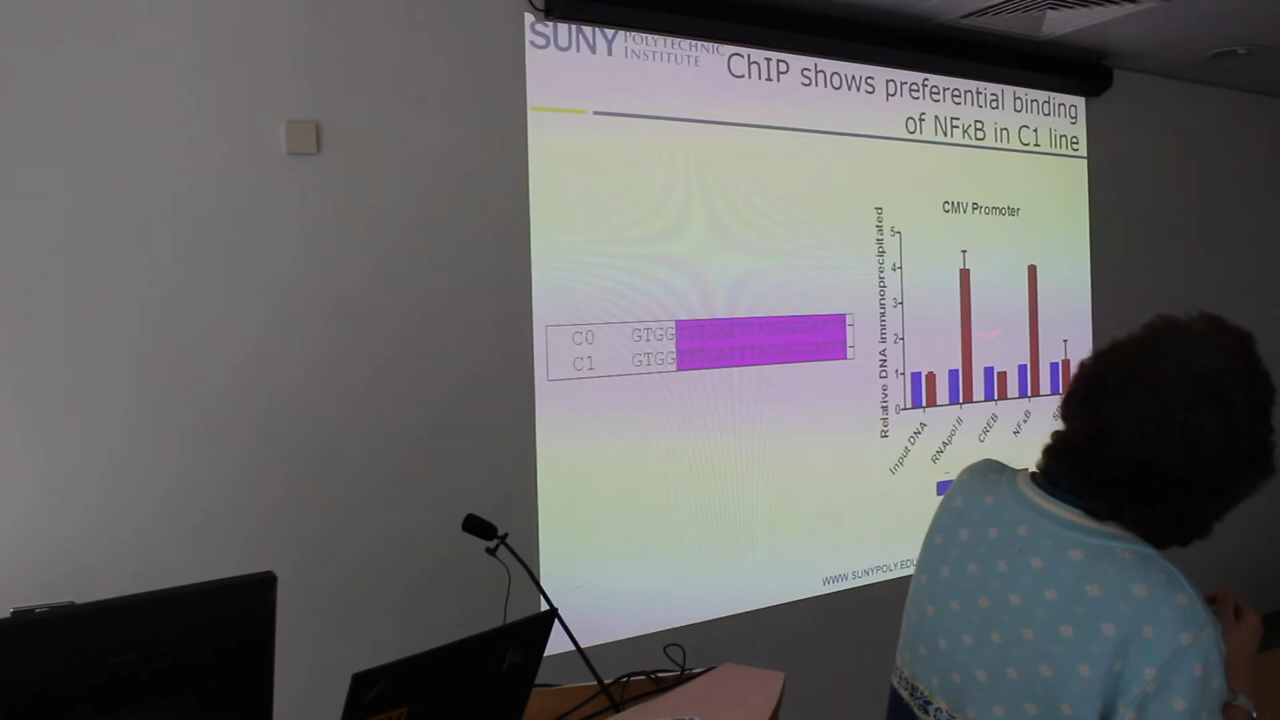 SUNY POLYTECHNIC
INSTITUTE
ChIP shows preferential binding
of NFκB in C1 line
CMV Promoter
Relative DNA immunoprecipitated
5
4
3
2
1
0
Input DNA
RNApol II
CREB
NFκB
C0 GTGG
C1 GTGG
WWW.SUNYPOLY.EDU